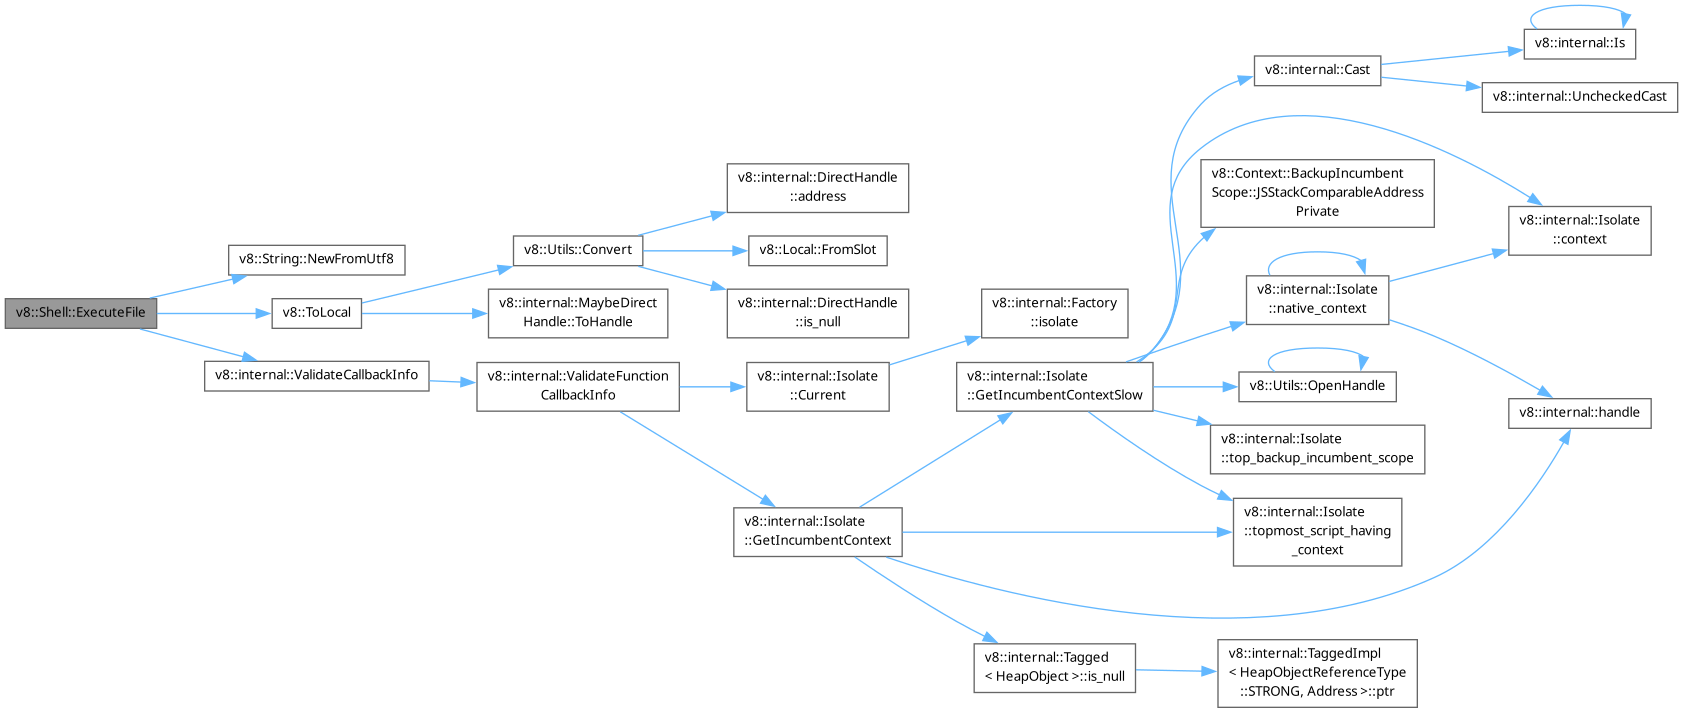 v8::Shell::ExecuteFile
v8::String::NewFromUtf8
v8::ToLocal
v8::internal::ValidateCallbackInfo
v8::Utils::Convert
v8::internal::MaybeDirect
Handle::ToHandle
v8::internal::ValidateFunction
CallbackInfo
v8::internal::DirectHandle
::address
v8::Local::FromSlot
v8::internal::DirectHandle
::is_null
v8::internal::Isolate
::Current
v8::internal::Isolate
::GetIncumbentContext
v8::internal::Factory
::isolate
v8::internal::Isolate
::GetIncumbentContextSlow
v8::internal::Tagged
< HeapObject >::is_null
v8::internal::Cast
v8::Context::BackupIncumbent
Scope::JSStackComparableAddress
Private
v8::internal::Isolate
::native_context
v8::Utils::OpenHandle
v8::internal::Isolate
::top_backup_incumbent_scope
v8::internal::Isolate
::topmost_script_having
_context
v8::internal::TaggedImpl
< HeapObjectReferenceType
::STRONG, Address >::ptr
v8::internal::Is
v8::internal::UncheckedCast
v8::internal::Isolate
::context
v8::internal::handle